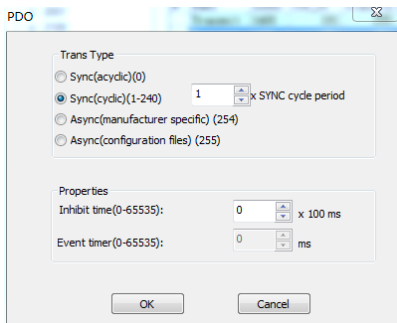 PDO
Trans Type
Sync(acyclic)(0)
Sync(cyclic)(1-240) 1 x SYNC cycle period
Async(manufacturer specific) (254)
Async(configuration files) (255)
Properties
Inhibit time(0-65535): 0 x 100 ms
Event timer(0-65535): 0 ms
OK Cancel